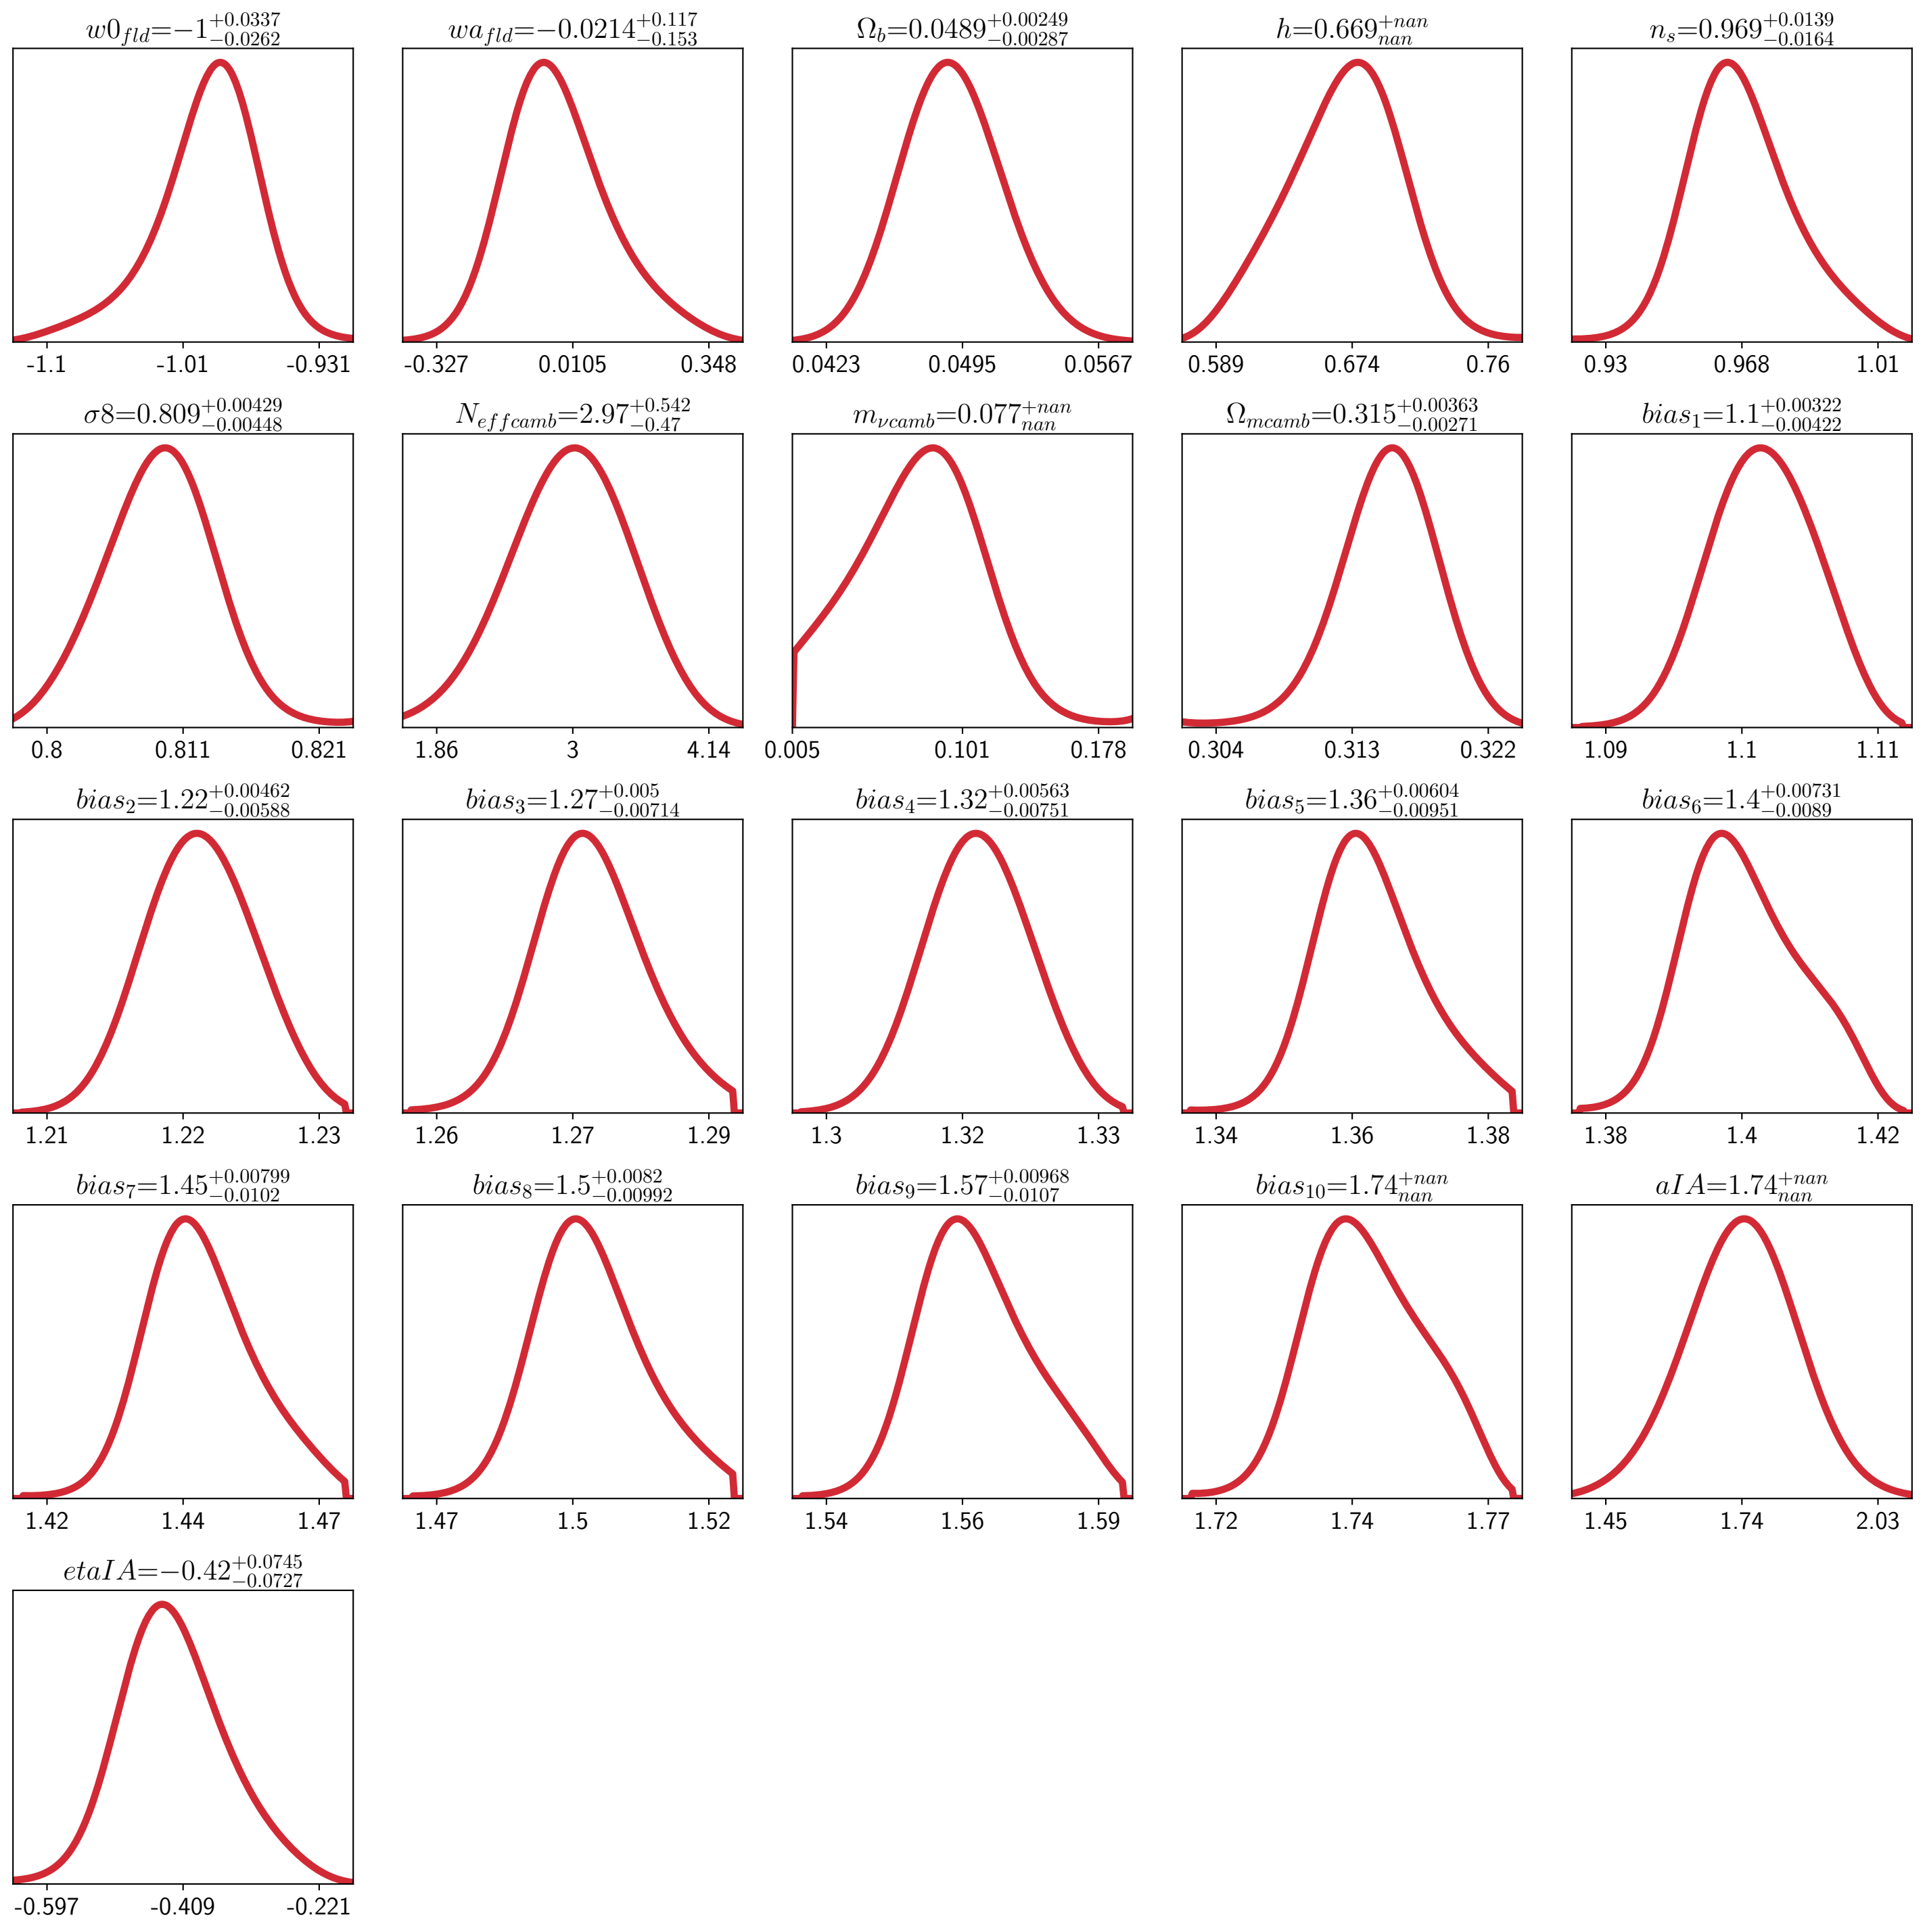 w0_{fld}=−1^{+0.0337}_{−0.0262} wa_{fld}=−0.0214^{+0.117}_{−0.153} Ω_b=0.0489^{+0.00249}_{−0.00287} h=0.669^{+nan}_{nan} n_s=0.969^{+0.0139}_{−0.0164}
-1.1 -1.01 -0.931 -0.327 0.0105 0.348 0.0423 0.0495 0.0567 0.589 0.674 0.76 0.93 0.968 1.01
σ8=0.809^{+0.00429}_{−0.00448} N_{effcamb}=2.97^{+0.542}_{−0.47} m_{νcamb}=0.077^{+nan}_{nan} Ω_{mcamb}=0.315^{+0.00363}_{−0.00271} bias_1=1.1^{+0.00322}_{−0.00422}
0.8 0.811 0.821 1.86 3 4.14 0.005 0.101 0.178 0.304 0.313 0.322 1.09 1.1 1.11
bias_2=1.22^{+0.00462}_{−0.00588} bias_3=1.27^{+0.005}_{−0.00714} bias_4=1.32^{+0.00563}_{−0.00751} bias_5=1.36^{+0.00604}_{−0.00951} bias_6=1.4^{+0.00731}_{−0.0089}
1.21 1.22 1.23 1.26 1.27 1.29 1.3 1.32 1.33 1.34 1.36 1.38 1.38 1.4 1.42
bias_7=1.45^{+0.00799}_{−0.0102} bias_8=1.5^{+0.0082}_{−0.00992} bias_9=1.57^{+0.00968}_{−0.0107} bias_{10}=1.74^{+nan}_{nan} aIA=1.74^{+nan}_{nan}
1.42 1.44 1.47 1.47 1.5 1.52 1.54 1.56 1.59 1.72 1.74 1.77 1.45 1.74 2.03
etaIA=−0.42^{+0.0745}_{−0.0727}
-0.597 -0.409 -0.221